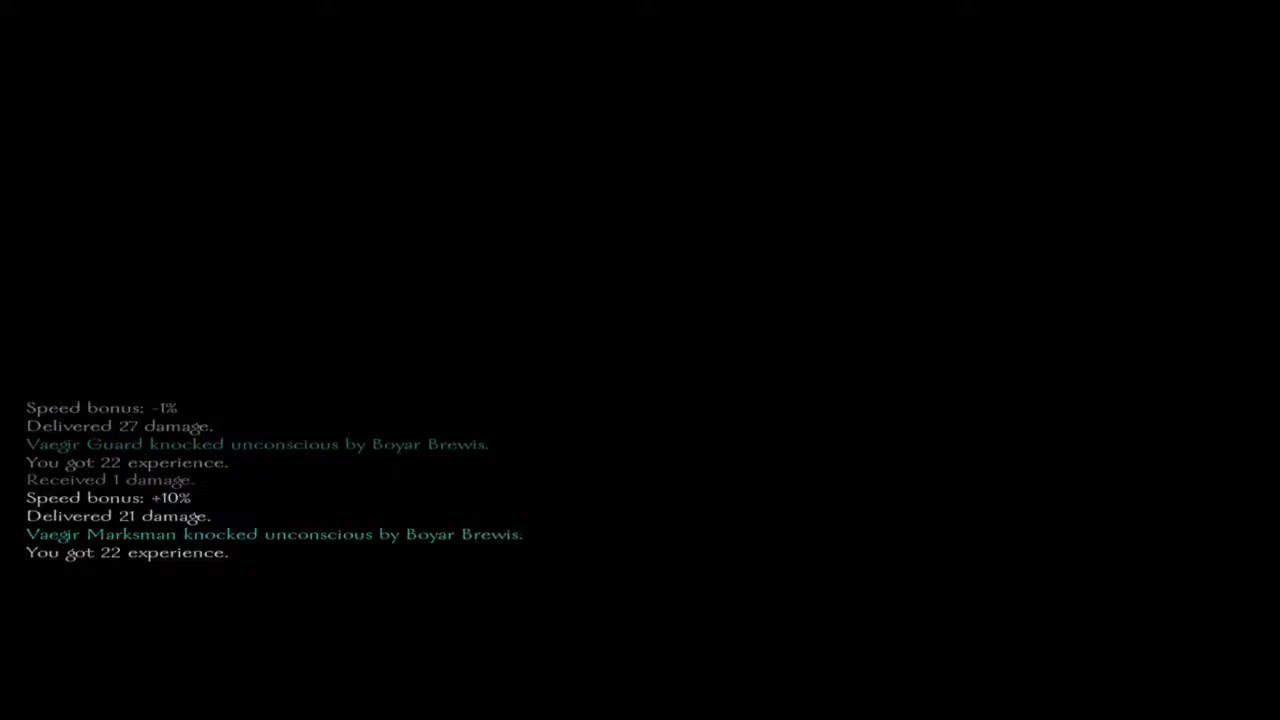 Speed bonus: -1%
Delivered 27 damage.
Vaegir Guard knocked unconscious by Boyar Brewis.
You got 22 experience.
Received 1 damage.
Speed bonus: +10%
Delivered 21 damage.
Vaegir Marksman knocked unconscious by Boyar Brewis.
You got 22 experience.